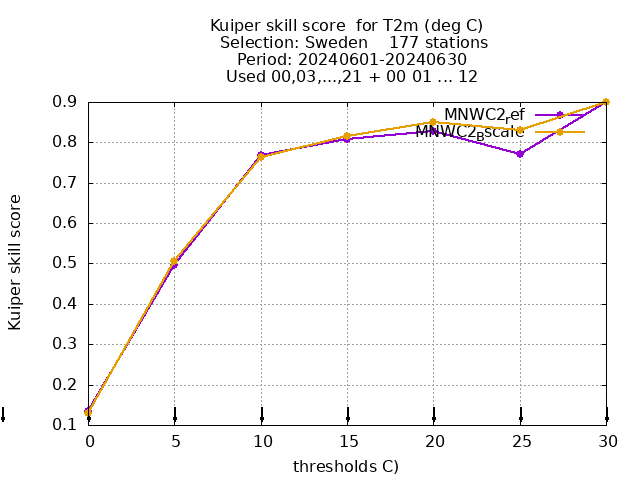 Kuiper skill score  for T2m (deg C)
Selection: Sweden    177 stations
Period: 20240601-20240630
Used 00,03,...,21 + 00 01 ... 12
MNWC2ref
MNWC2Bscale
Kuiper skill score
0.9
0.8
0.7
0.6
0.5
0.4
0.3
0.2
0.1
0 5 10 15 20 25 30
thresholds C)